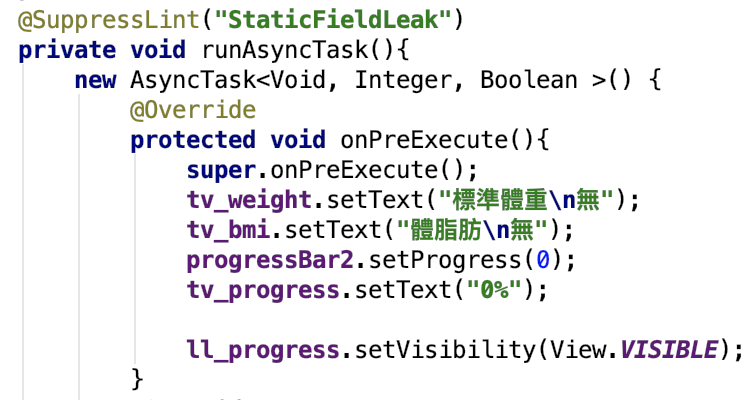 @SuppressLint("StaticFieldLeak")
private void runAsyncTask(){
    new AsyncTask<Void, Integer, Boolean >() {
        @Override
        protected void onPreExecute(){
            super.onPreExecute();
            tv_weight.setText("標準體重\n無");
            tv_bmi.setText("體脂肪\n無");
            progressBar2.setProgress(0);
            tv_progress.setText("0%");
            ll_progress.setVisibility(View.VISIBLE);
        }